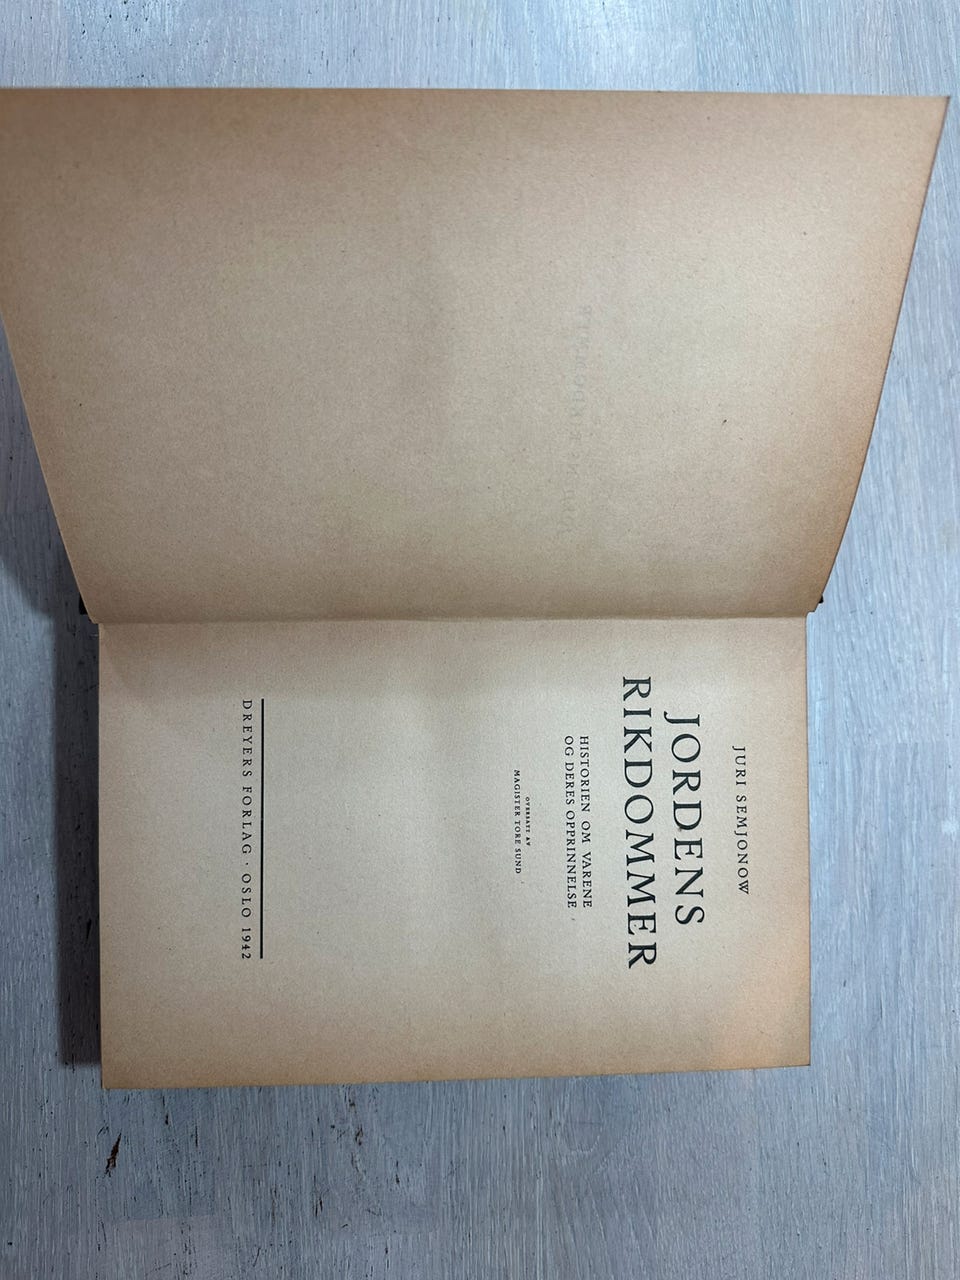 JURI SEMJONOW
JORDENS
RIKDOMMER
HISTORIEN OM VARENE
OG DERES OPPRINNELSE
OVERSATT AV
MAGISTER TORE SUND
DREYERS FORLAG · OSLO 1942